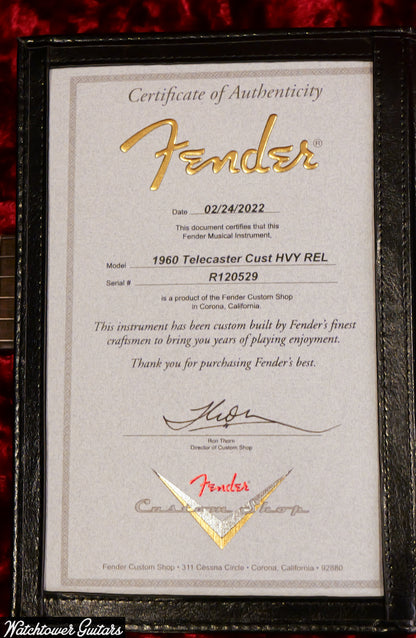 Certificate of Authenticity
Fender®
Date 02/24/2022
This document certifies that this
Fender Musical Instrument,
Model 1960 Telecaster Cust HVY REL
Serial # R120529
is a product of the Fender Custom Shop
in Corona, California.
This instrument has been custom built by Fender's finest
craftsmen to bring you years of playing enjoyment.
Thank you for purchasing Fender's best.
Ron Thorn
Director of Custom Shop
Fender
Custom Shop
Fender Custom Shop • 311 Cessna Circle • Corona, California • 92880
Watchtower Guitars